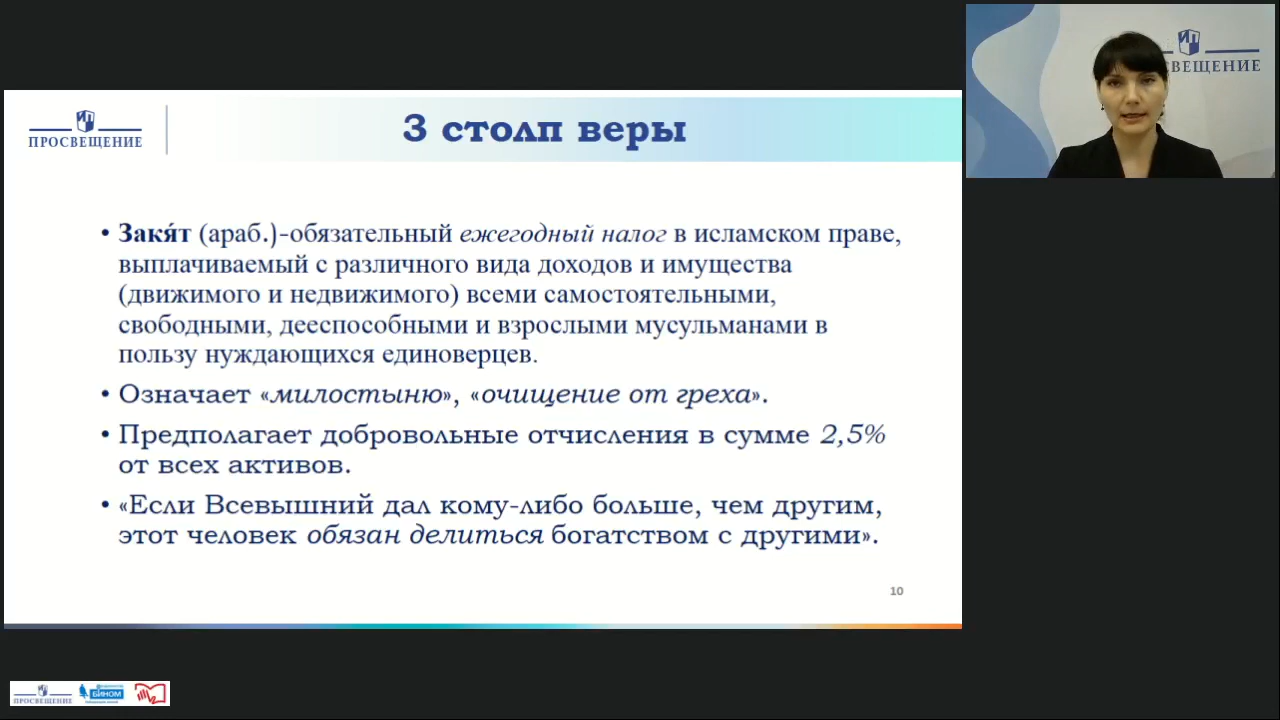 ПРОСВЕЩЕНИЕ
3 столп веры
• Зака́т (араб.)-обязательный ежегодный налог в исламском праве,
выплачиваемый с различного вида доходов и имущества
(движимого и недвижимого) всеми самостоятельными,
свободными, дееспособными и взрослыми мусульманами в
пользу нуждающихся единоверцев.
• Означает «милостыню», «очищение от греха».
• Предполагает добровольные отчисления в сумме 2,5%
от всех активов.
• «Если Всевышний дал кому-либо больше, чем другим,
этот человек обязан делиться богатством с другими».
10
СВЕЩЕНИЕ
ПРОСВЕЩЕНИЕ
БИНОМ